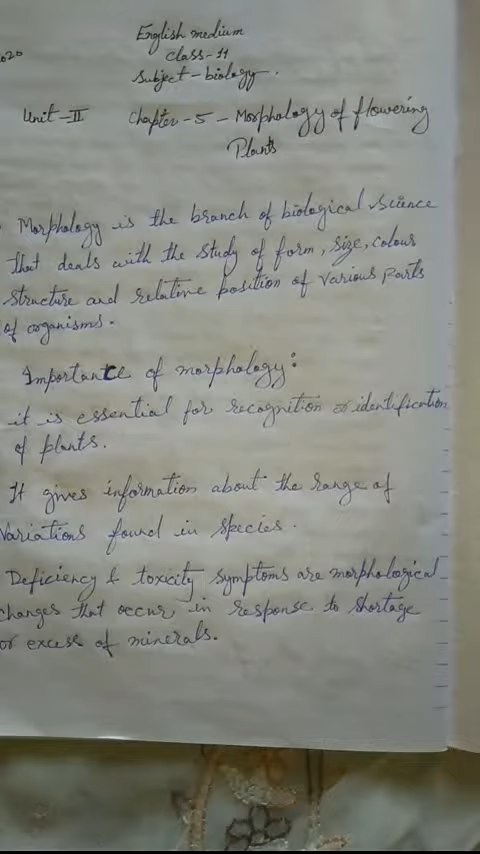 2020
English medium
class-11
Subject-biology.
Unit-II Chapter-5-Morphology of flowering
Plants
Morphology is the branch of biological science
that deals with the study of form, size, colour
structure and relative position of various parts
of organisms.
Importance of morphology:
it is essential for recognition or identification
of plants.
It gives information about the range of
variations found in species.
Deficiency & toxicity symptoms are morphological
changes that occur in response to shortage
or excess of minerals.